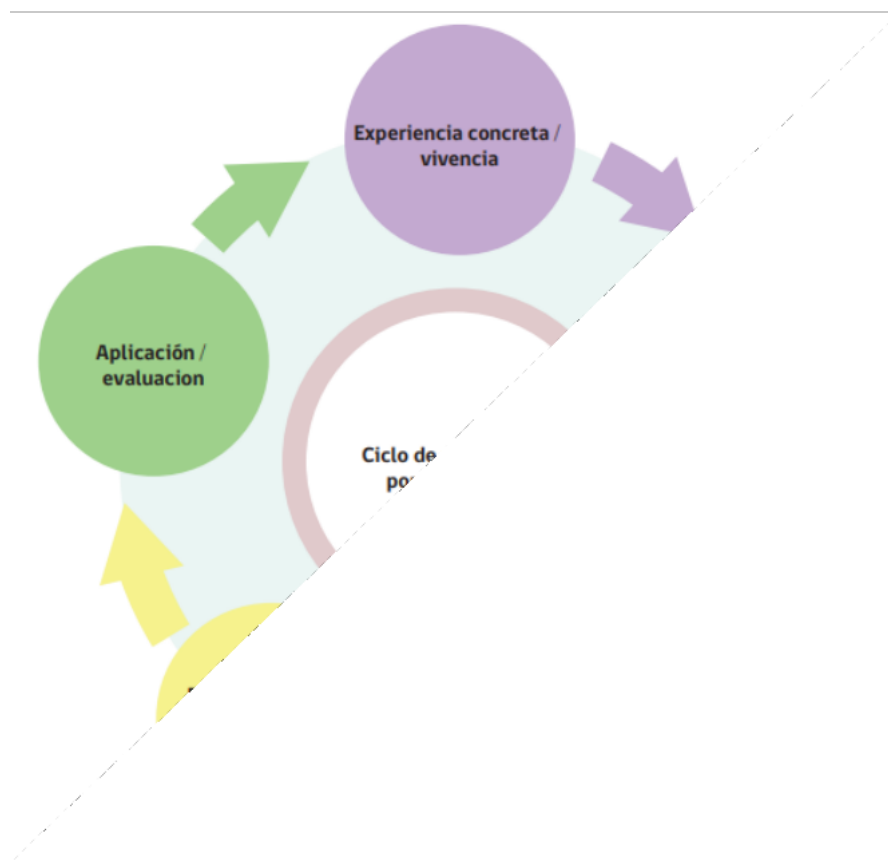 Experiencia concreta /
vivencia
Aplicación /
evaluacion
Ciclo de